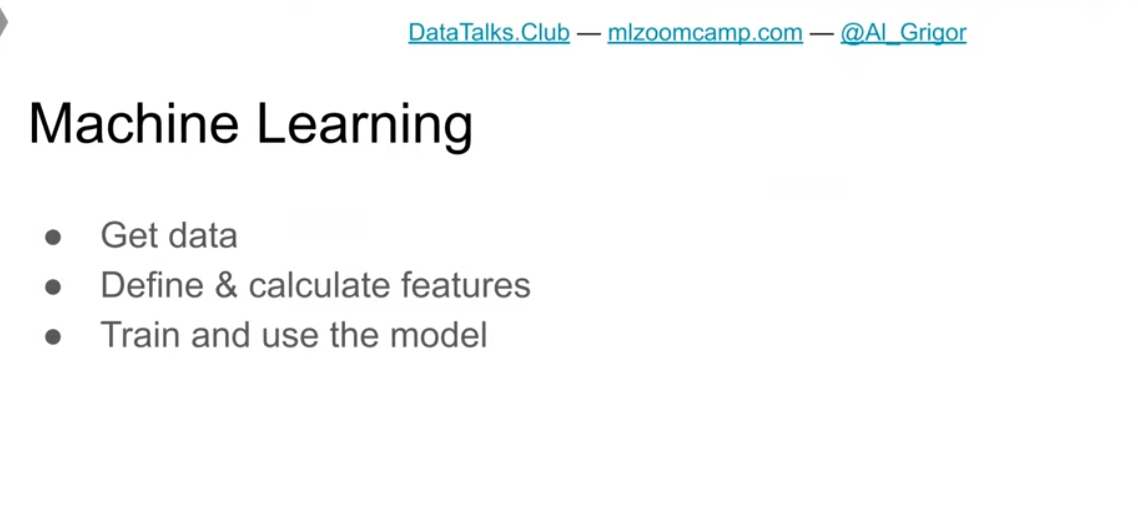 DataTalks.Club — mlzoomcamp.com — @Al_Grigor
Machine Learning
● Get data
● Define & calculate features
● Train and use the model